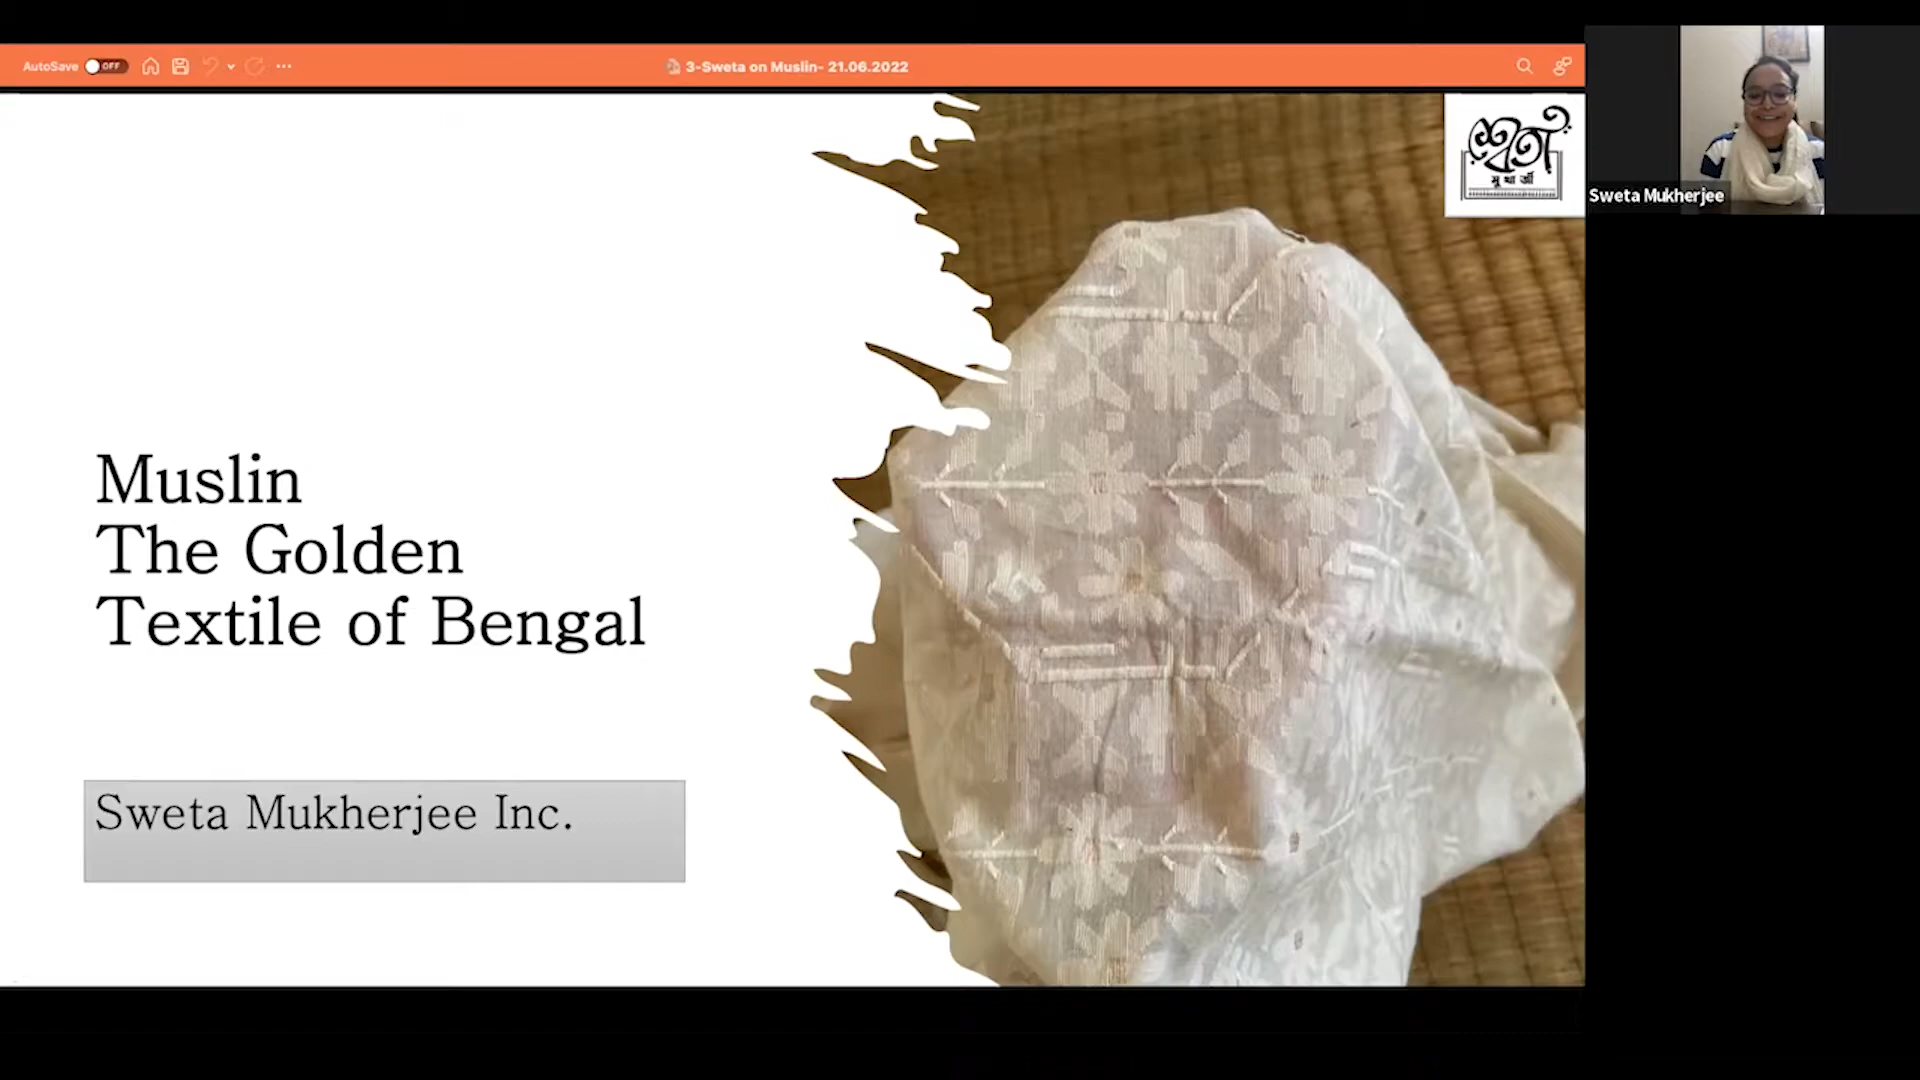 AutoSave OFF
3-Sweta on Muslin- 21.06.2022
শ্বেতা
মুখার্জী
Sweta Mukherjee
Muslin
The Golden
Textile of Bengal
Sweta Mukherjee Inc.